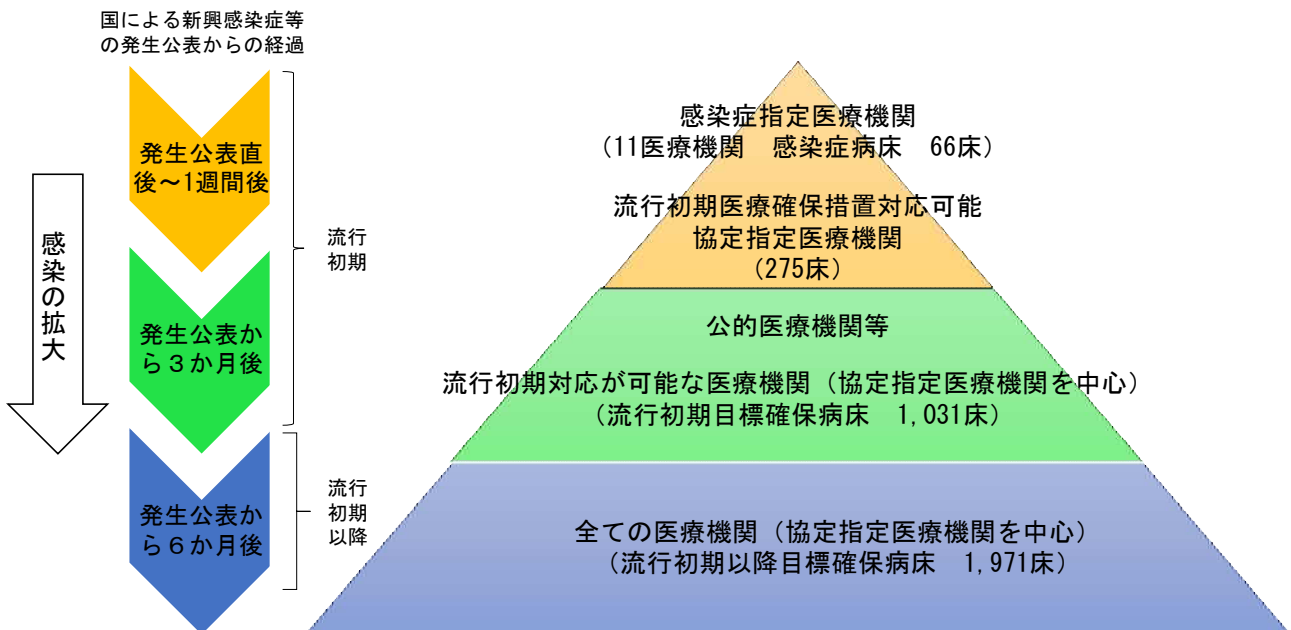 国による新興感染症等
の発生公表からの経過
感染の拡大
発生公表直
後～1週間後
発生公表か
ら３か月後
発生公表か
ら６か月後
流行
初期
流行
初期
以降
感染症指定医療機関
（11医療機関　感染症病床　66床）
流行初期医療確保措置対応可能
協定指定医療機関
（275床）
公的医療機関等
流行初期対応が可能な医療機関（協定指定医療機関を中心）
（流行初期目標確保病床　1,031床）
全ての医療機関（協定指定医療機関を中心）
（流行初期以降目標確保病床　1,971床）